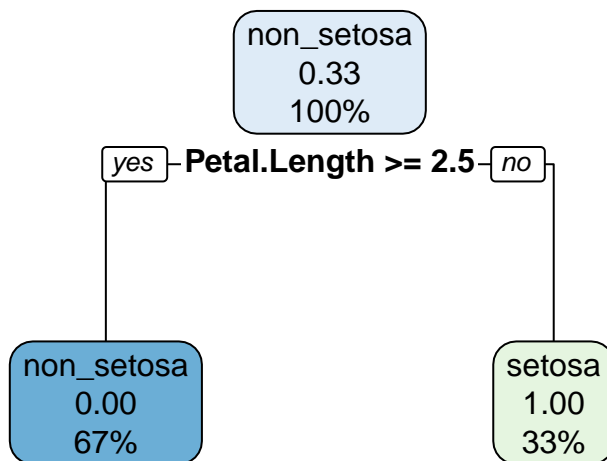 non_setosa
0.33
100%
yes Petal.Length >= 2.5 no
non_setosa
0.00
67%
setosa
1.00
33%